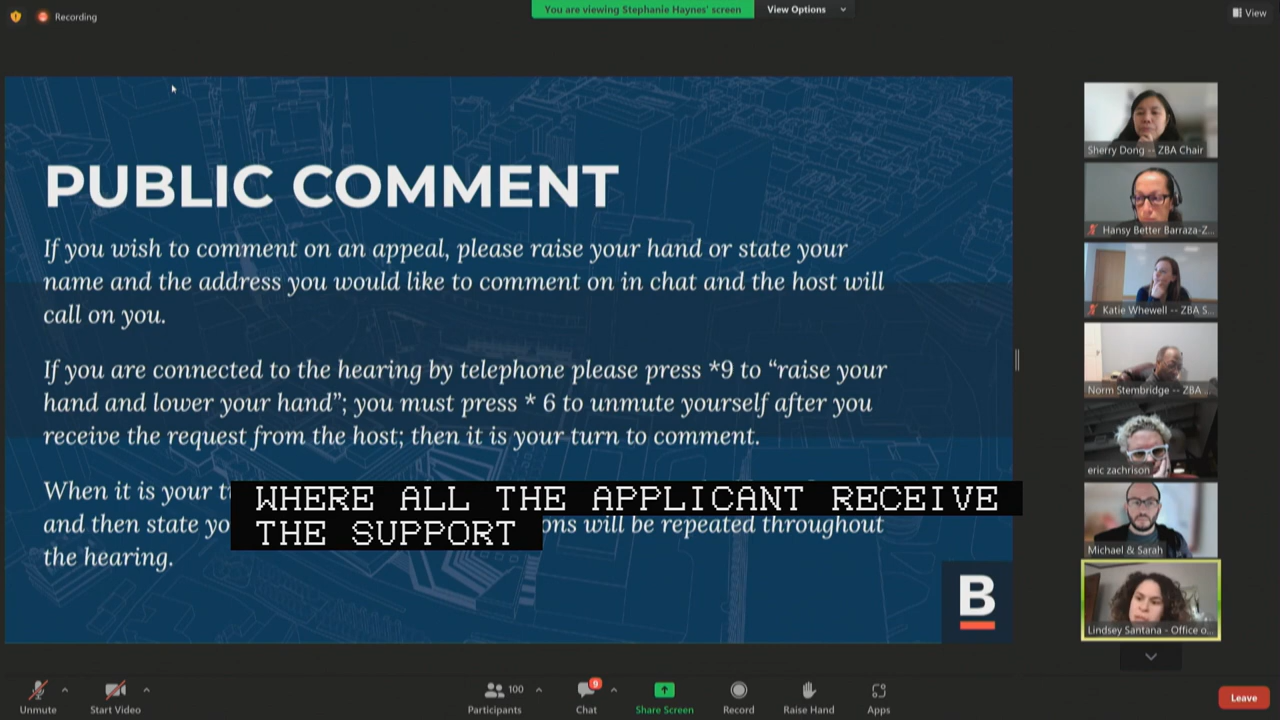 Recording
You are viewing Stephanie Haynes' screen
View Options
View
PUBLIC COMMENT
If you wish to comment on an appeal, please raise your hand or state your
name and the address you would like to comment on in chat and the host will
call on you.
If you are connected to the hearing by telephone please press *9 to “raise your
hand and lower your hand”; you must press * 6 to unmute yourself after you
receive the request from the host; then it is your turn to comment.
When it is your
and then state ons will be repeated throughout
the hearing.
WHERE ALL THE APPLICANT RECEIVE
THE SUPPORT
B
Sherry Dong -- ZBA Chair
Hansy Better Barraza-Z...
Katie Whewell -- ZBA S...
Norm Stembridge -- ZBA ...
eric zachrison
Michael & Sarah
Lindsey Santana - Office o...
Unmute
Start Video
100
Participants
9
Chat
Share Screen
Record
Raise Hand
Apps
Leave